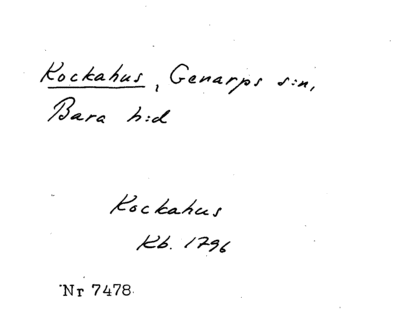 Kockahus, Genarps s:n,
Bara h:d
Kockahus
Kb. 1796
Nr 7478